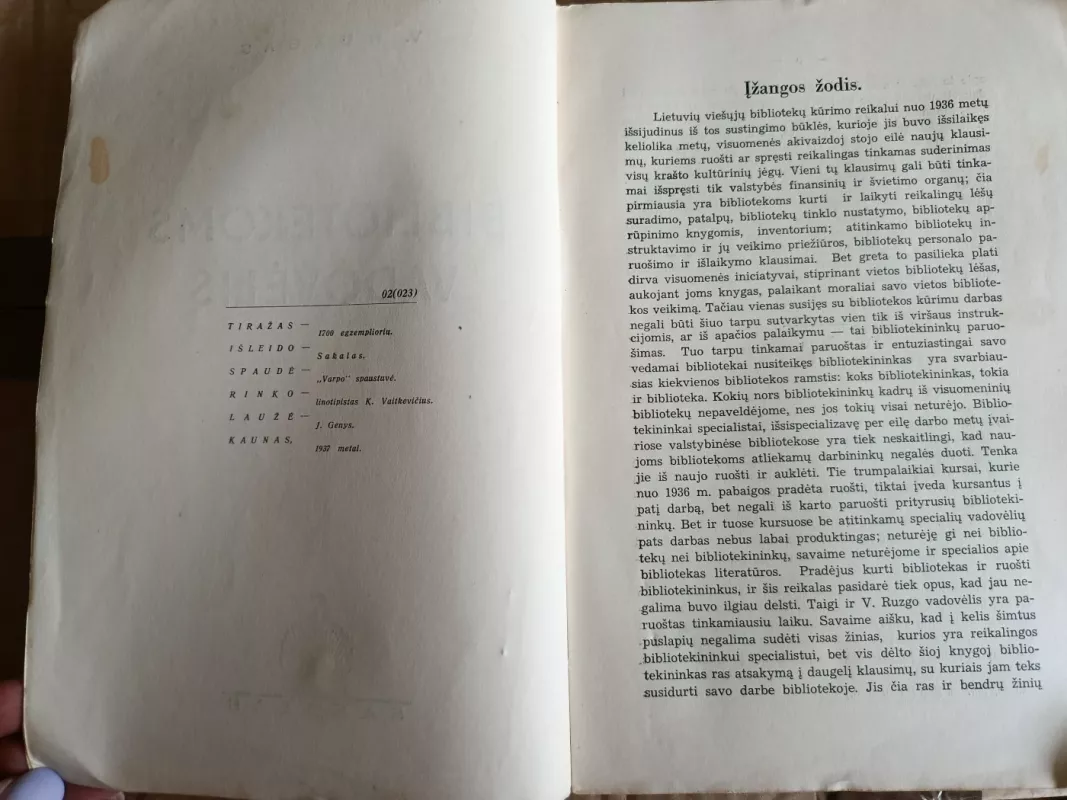 02(023)
TIRAŽAS —
1700 egzempliorių.
IŠLEIDO —
Sakalas.
SPAUDĖ —
„Varpo" spaustuvė.
RINKO —
linotipistas K. Vaitkevičius.
LAUŽĖ —
J. Genys.
KAUNAS,
1937 metai.
Įžangos žodis.
Lietuvių viešųjų bibliotekų kūrimo reikalui nuo 1936 metų
išsijudinus iš tos sustingimo būklės, kurioje jis buvo išsilaikęs
keliolika metų, visuomenės akivaizdoj stojo eilė naujų klausi-
mų, kuriems ruošti ar spręsti reikalingas tinkamas suderinimas
visų krašto kultūrinių jėgų. Vieni tų klausimų gali būti tinka-
mai išspręsti tik valstybės finansinių ir švietimo organų; čia
pirmiausia yra bibliotekoms kurti ir laikyti reikalingų lėšų
suradimo, patalpų, bibliotekų tinklo nustatymo, bibliotekų ap-
rūpinimo knygomis, inventorium; atitinkamo bibliotekų in-
struktavimo ir jų veikimo priežiūros, bibliotekų personalo pa-
ruošimo ir išlaikymo klausimai. Bet greta to pasilieka plati
dirva visuomenės iniciatyvai, stiprinant vietos bibliotekų lėšas,
aukojant joms knygas, palaikant moraliai savo vietos bibliote-
kos veikimą. Tačiau vienas susijęs su bibliotekos kūrimu darbas
negali būti šiuo tarpu sutvarkytas vien tik iš viršaus instruk-
cijomis, ar iš apačios palaikymu — tai bibliotekininkų paruo-
šimas. Tuo tarpu tinkamai paruoštas ir entuziastingai savo
vedamai bibliotekai nusiteikęs bibliotekininkas yra svarbiau-
sias kiekvienos bibliotekos ramstis: koks bibliotekininkas, tokia
ir biblioteka. Kokių nors bibliotekininkų kadrų iš visuomeninių
bibliotekų nepaveldėjome, nes jos tokių visai neturėjo. Biblio-
tekininkai specialistai, išsispecializavę per eilę darbo metų įvai-
riose valstybinėse bibliotekose yra tiek neskaitlingi, kad nau-
joms bibliotekoms atliekamų darbininkų negalės duoti. Tenka
jie iš naujo ruošti ir auklėti. Tie trumpalaikiai kursai, kurie
nuo 1936 m. pabaigos pradėta ruošti, tiktai įveda kursantus į
patį darbą, bet negali iš karto paruošti prityrusių biblioteki-
ninkų. Bet ir tuose kursuose be atitinkamų specialių vadovėlių
pats darbas nebus labai produktingas; neturėję gi nei biblio-
tekų nei bibliotekininkų, savaime neturėjome ir specialios apie
bibliotekas literatūros. Pradėjus kurti bibliotekas ir ruošti
bibliotekininkus, ir šis reikalas pasidarė tiek opus, kad jau ne-
galima buvo ilgiau delsti. Taigi ir V. Ruzgo vadovėlis yra pa-
ruoštas tinkamiausiu laiku. Savaime aišku, kad į kelis šimtus
puslapių negalima sudėti visas žinias, kurios yra reikalingos
bibliotekininkui specialistui, bet vis dėlto šioj knygoj biblio-
tekininkas ras atsakymą į daugelį klausimų, su kuriais jam teks
susidurti savo darbe bibliotekoje. Jis čia ras ir bendrų žinių